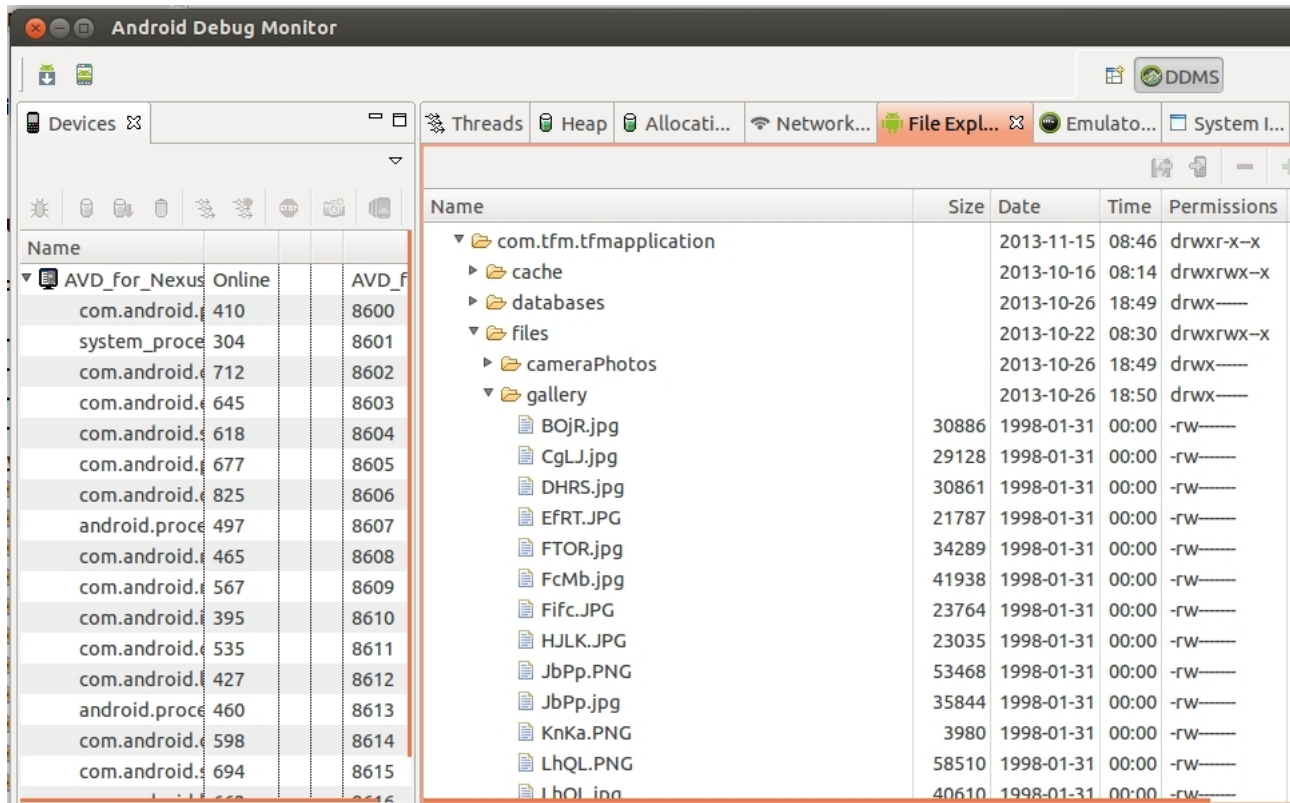 Android Debug Monitor
DDMS
Devices
Threads Heap Allocati... Network... File Expl... Emulato... System I...
Name
AVD_for_Nexus Online AVD_f
com.android. 410 8600
system_proce 304 8601
com.android. 712 8602
com.android. 645 8603
com.android. 618 8604
com.android. 677 8605
com.android. 825 8606
android.proce 497 8607
com.android. 465 8608
com.android. 567 8609
com.android. 395 8610
com.android. 535 8611
com.android. 427 8612
android.proce 460 8613
com.android. 598 8614
com.android. 694 8615
Name Size Date Time Permissions
com.tfm.tfmapplication 2013-11-15 08:46 drwxr-x--x
cache 2013-10-16 08:14 drwxrwx--x
databases 2013-10-26 18:49 drwx------
files 2013-10-22 08:30 drwxrwx--x
cameraPhotos 2013-10-26 18:49 drwx------
gallery 2013-10-26 18:50 drwx------
BOjR.jpg 30886 1998-01-31 00:00 -rw-------
CgLJ.jpg 29128 1998-01-31 00:00 -rw-------
DHRS.jpg 30861 1998-01-31 00:00 -rw-------
EfRT.JPG 21787 1998-01-31 00:00 -rw-------
FTOR.jpg 34289 1998-01-31 00:00 -rw-------
FcMb.jpg 41938 1998-01-31 00:00 -rw-------
Fifc.JPG 23764 1998-01-31 00:00 -rw-------
HJLK.JPG 23035 1998-01-31 00:00 -rw-------
JbPp.PNG 53468 1998-01-31 00:00 -rw-------
JbPp.jpg 35844 1998-01-31 00:00 -rw-------
KnKa.PNG 3980 1998-01-31 00:00 -rw-------
LhQL.PNG 58510 1998-01-31 00:00 -rw-------
LhQL.jpg 40610 1998-01-31 00:00 -rw-------